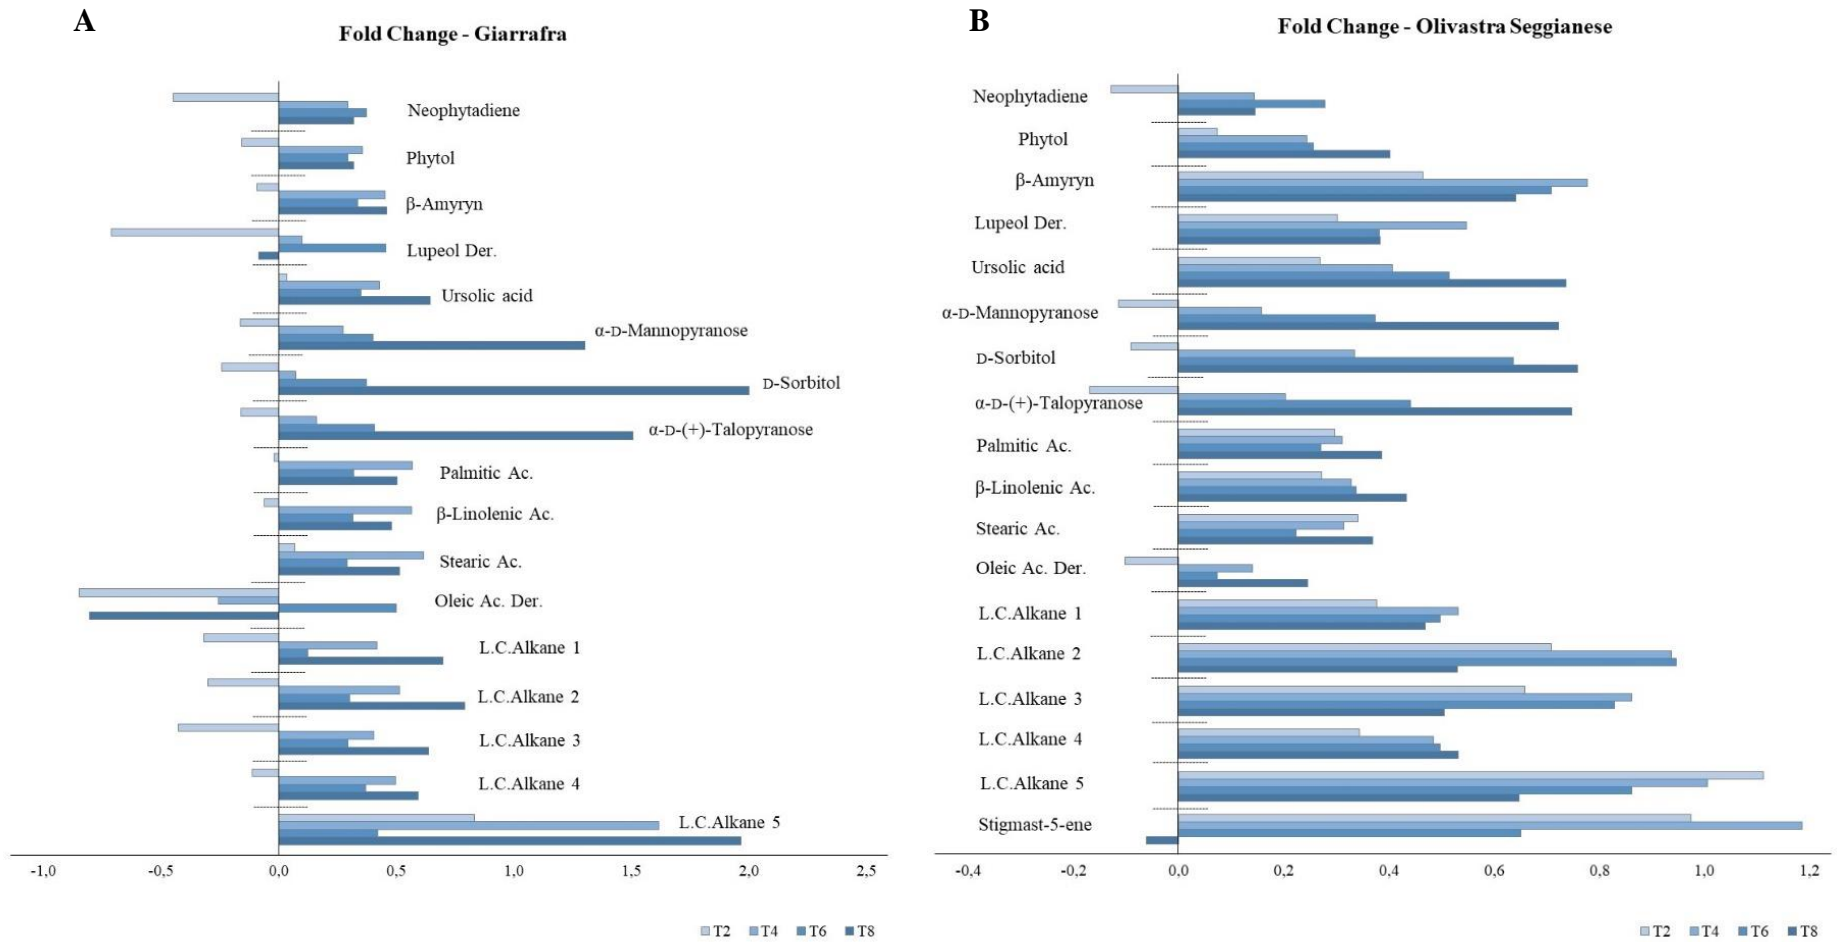 A
Fold Change - Giarrafra
Neophytadiene
Phytol
β-Amyryn
Lupeol Der.
Ursolic acid
α-D-Mannopyranose
D-Sorbitol
α-D-(+)-Talopyranose
Palmitic Ac.
β-Linolenic Ac.
Stearic Ac.
Oleic Ac. Der.
L.C.Alkane 1
L.C.Alkane 2
L.C.Alkane 3
L.C.Alkane 4
L.C.Alkane 5
-1,0 -0,5 0,0 0,5 1,0 1,5 2,0 2,5
T2 T4 T6 T8
B
Fold Change - Olivastra Seggianese
Neophytadiene
Phytol
β-Amyryn
Lupeol Der.
Ursolic acid
α-D-Mannopyranose
D-Sorbitol
α-D-(+)-Talopyranose
Palmitic Ac.
β-Linolenic Ac.
Stearic Ac.
Oleic Ac. Der.
L.C.Alkane 1
L.C.Alkane 2
L.C.Alkane 3
L.C.Alkane 4
L.C.Alkane 5
Stigmast-5-ene
-0,4 -0,2 0,0 0,2 0,4 0,6 0,8 1,0 1,2
T2 T4 T6 T8